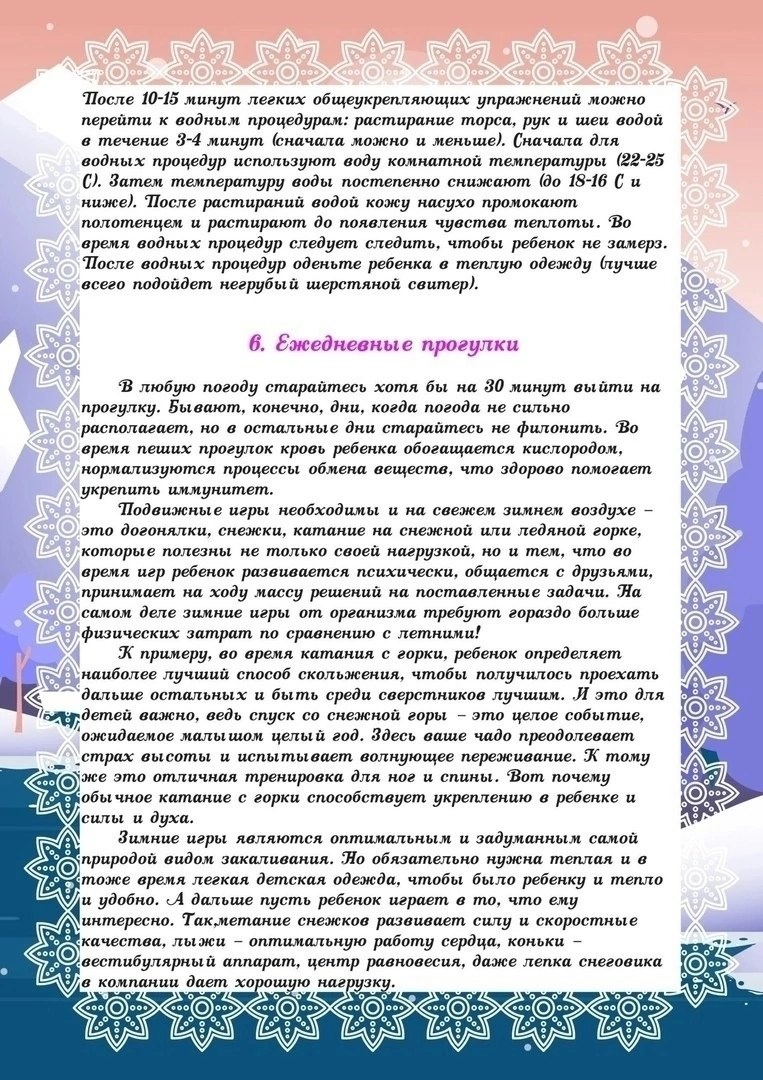 После 10-15 минут легких общеукрепляющих упражнений можно
перейти к водным процедурам: растирание торса, рук и шеи водой
в течение 3-4 минут (сначала можно и меньше). Сначала для
водных процедур используют воду комнатной температуры (22-25
С). Затем температуру воды постепенно снижают (до 18-16 С и
ниже). После растираний водой кожу насухо промокают
полотенцем и растирают до появления чувства теплоты. Во
время водных процедур следует следить, чтобы ребенок не замерз.
После водных процедур оденьте ребенка в теплую одежду (лучше
всего подойдет негрубый шерстяной свитер).
6. Ежедневные прогулки
В любую погоду старайтесь хотя бы на 30 минут выйти на
прогулку. Бывают, конечно, дни, когда погода не сильно
располагает, но в остальные дни старайтесь не филонить. Во
время пеших прогулок кровь ребенка обогащается кислородом,
нормализуются процессы обмена веществ, что здорово помогает
укрепить иммунитет.
Подвижные игры необходимы и на свежем зимнем воздухе –
это догонялки, снежки, катание на снежной или ледяной горке,
которые полезны не только своей нагрузкой, но и тем, что во
время игр ребенок развивается психически, общается с друзьями,
принимает на ходу массу решений на поставленные задачи. На
самом деле зимние игры от организма требуют гораздо больше
физических затрат по сравнению с летними!
К примеру, во время катания с горки, ребенок определяет
наиболее лучший способ скольжения, чтобы получилось проехать
дальше остальных и быть среди сверстников лучшим. И это для
детей важно, ведь спуск со снежной горы – это целое событие,
ожидаемое малышом целый год. Здесь ваше чадо преодолевает
страх высоты и испытывает волнующее переживание. К тому
же это отличная тренировка для ног и спины. Вот почему
обычное катание с горки способствует укреплению в ребенке и
силы и духа.
Зимние игры являются оптимальным и задуманным самой
природой видом закаливания. Но обязательно нужна теплая и в
тоже время легкая детская одежда, чтобы было ребенку и тепло
и удобно. А дальше пусть ребенок играет в то, что ему
интересно. Так,метание снежков развивает силу и скоростные
качества, лыжи – оптимальную работу сердца, коньки –
вестибулярный аппарат, центр равновесия, даже лепка снеговика
в компании дает хорошую нагрузку.